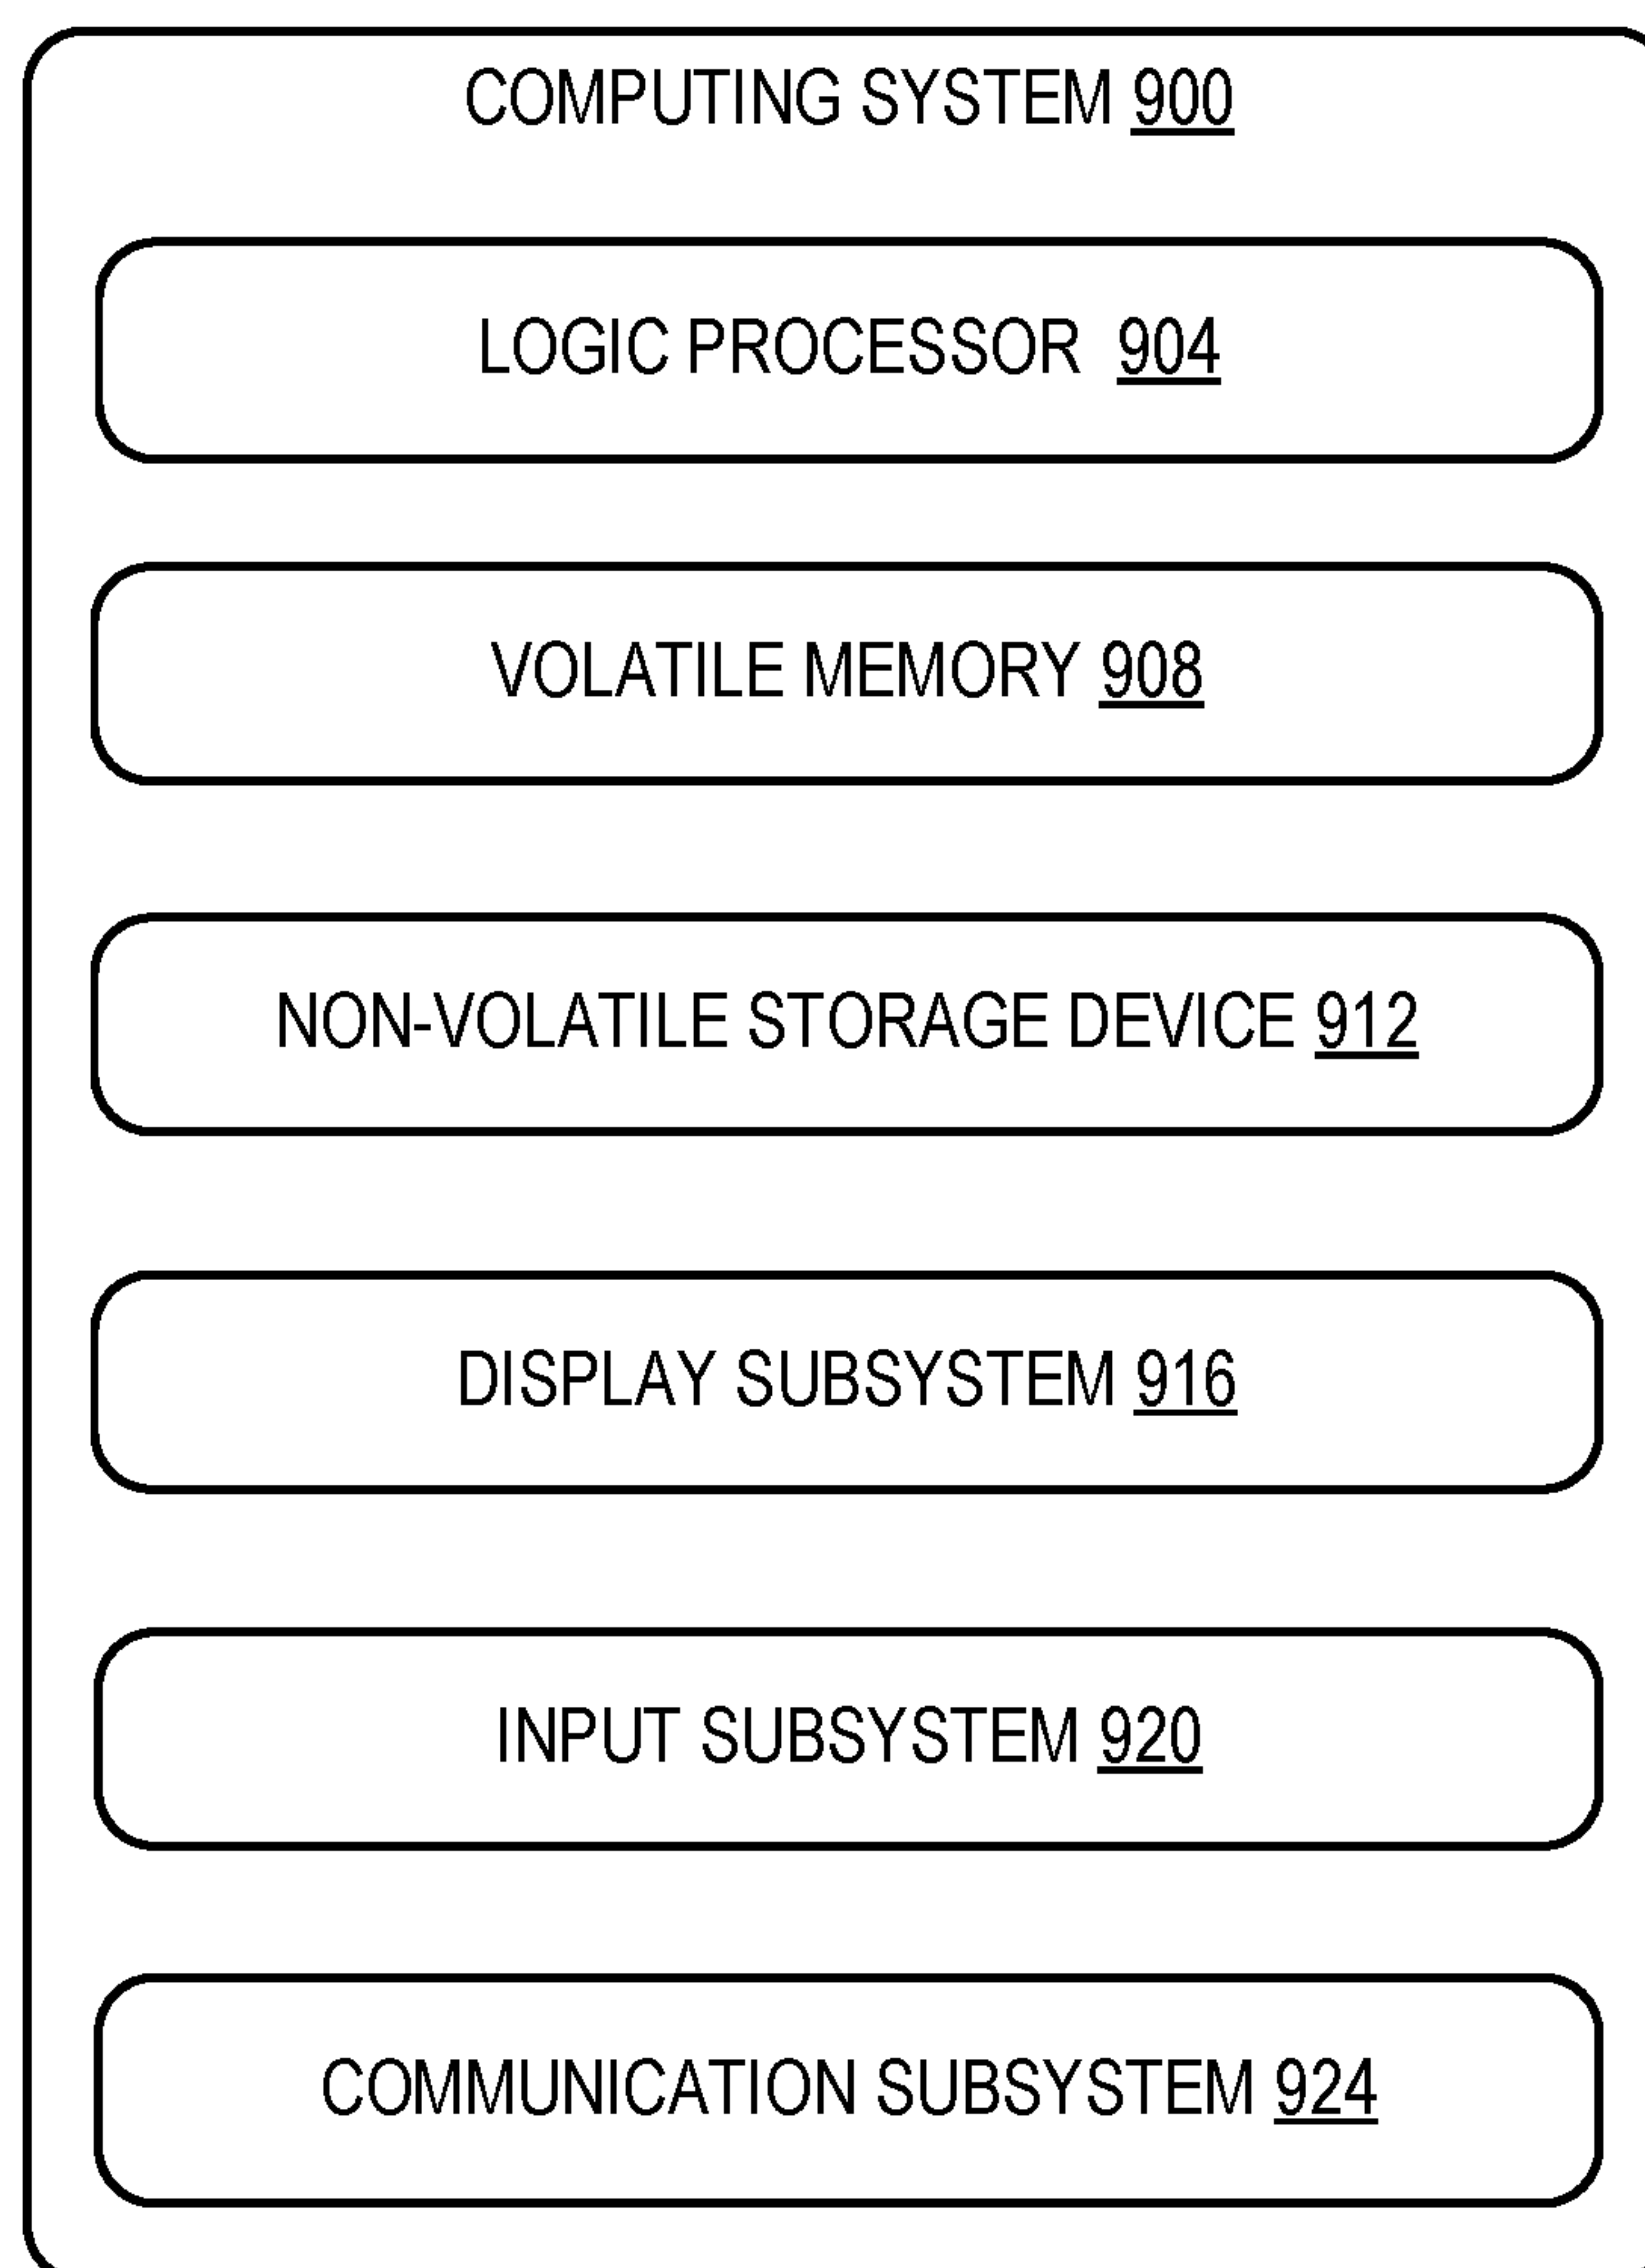 COMPUTING SYSTEM 900
LOGIC PROCESSOR 904
VOLATILE MEMORY 908
NON-VOLATILE STORAGE DEVICE 912
DISPLAY SUBSYSTEM 916
INPUT SUBSYSTEM 920
COMMUNICATION SUBSYSTEM 924